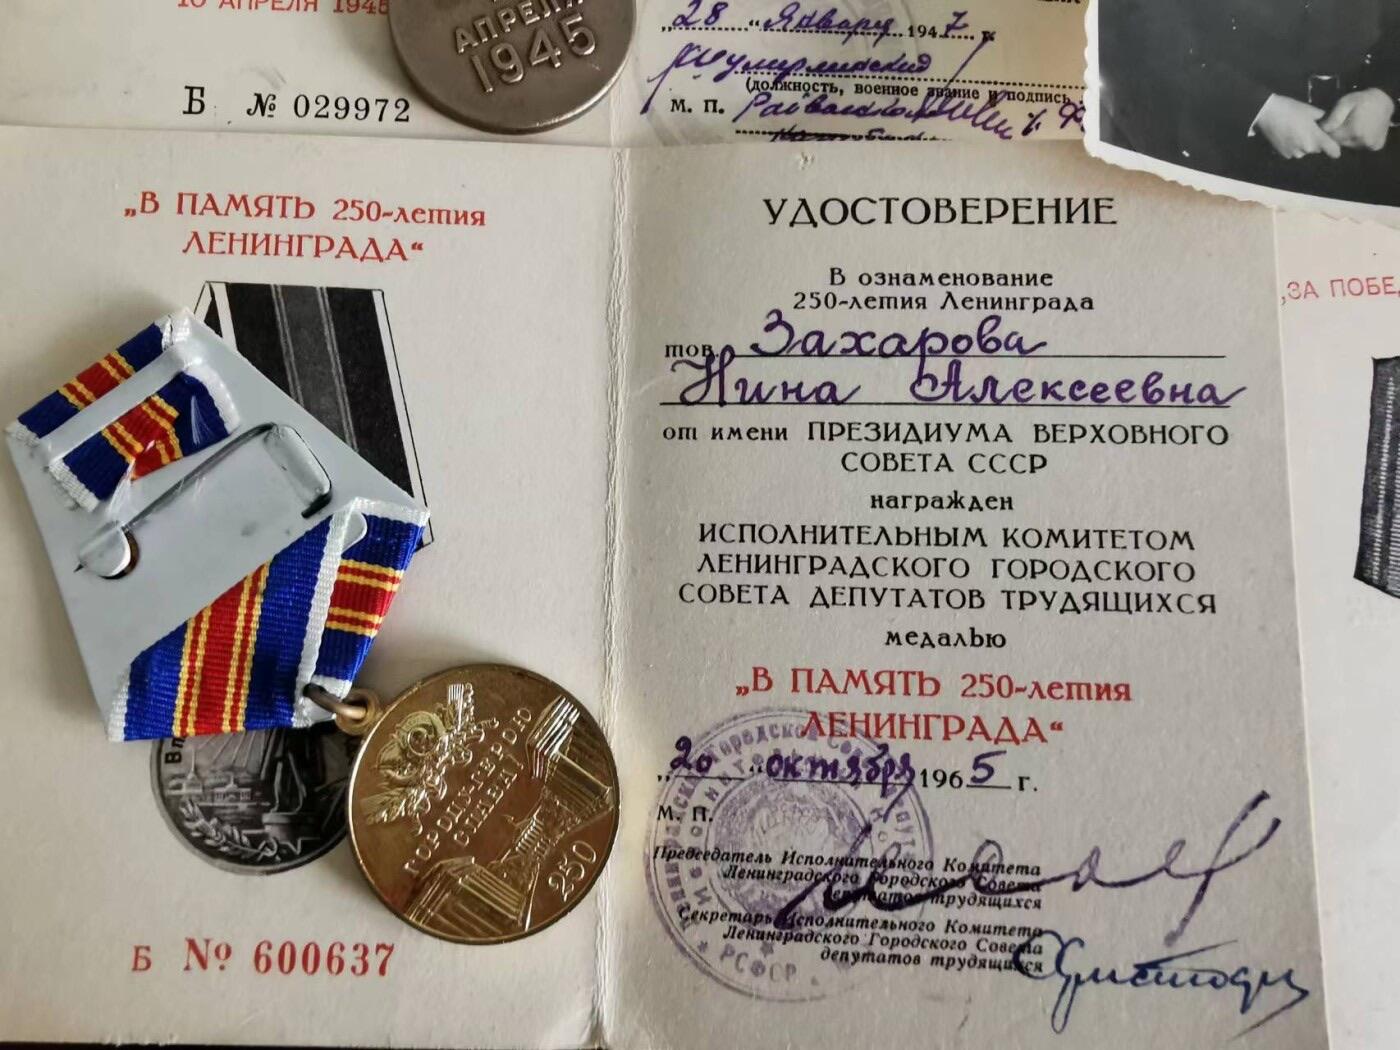 10 АПРЕЛЯ 1945
АПРЕЛЯ
1945
Б № 029972
„28 “ Января 1947 г.
(должность, военное звание и подпись
М. П.
„В ПАМЯТЬ 250-летия
ЛЕНИНГРАДА“
ГОРОДУ-ГЕРОЮ
СЛАВА!
250
Б № 600637
УДОСТОВЕРЕНИЕ
В ознаменование
250-летия Ленинграда
тов. Захарова
Нина Алексеевна
от имени ПРЕЗИДИУМА ВЕРХОВНОГО
СОВЕТА СССР
награжден
ИСПОЛНИТЕЛЬНЫМ КОМИТЕТОМ
ЛЕНИНГРАДСКОГО ГОРОДСКОГО
СОВЕТА ДЕПУТАТОВ ТРУДЯЩИХСЯ
медалью
„В ПАМЯТЬ 250-летия
ЛЕНИНГРАДА“
„20 “ октября 1965 г.
М. П.
Председатель Исполнительного Комитета
Ленинградского Городского Совета
депутатов трудящихся
Секретарь Исполнительного Комитета
Ленинградского Городского Совета
депутатов трудящихся
РСФСР
„ЗА ПОБЕ